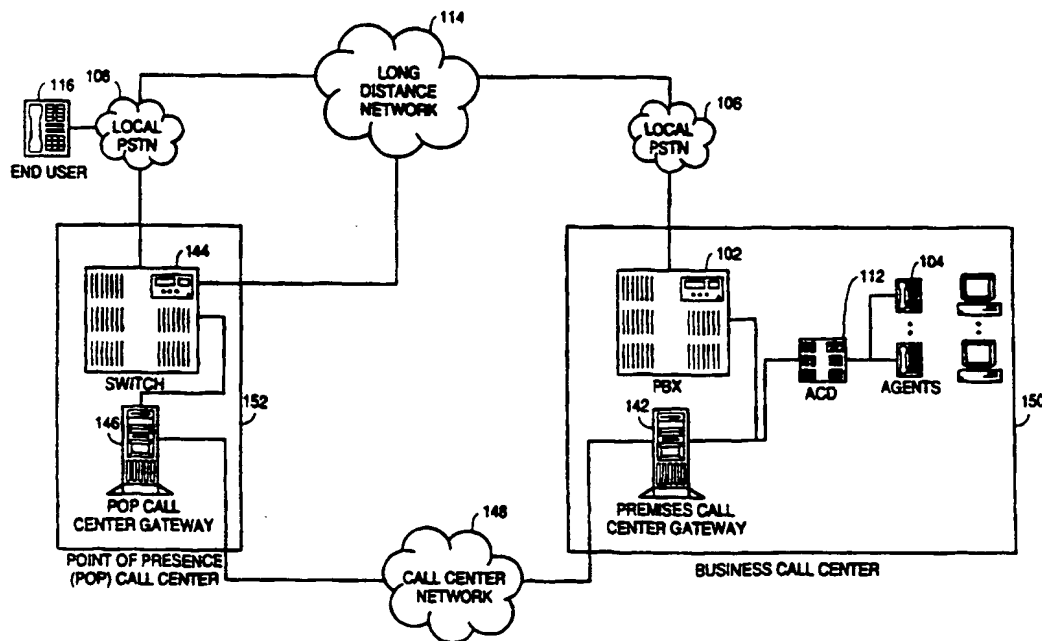 114
LONG
DISTANCE
NETWORK
116
106
LOCAL
PSTN
END USER
106
LOCAL
PSTN
144
SWITCH
146
POP CALL
CENTER GATEWAY
152
POINT OF PRESENCE
(POP) CALL CENTER
102
PBX
112
ACD
104
AGENTS
142
PREMISES CALL
CENTER GATEWAY
150
BUSINESS CALL CENTER
148
CALL CENTER
NETWORK